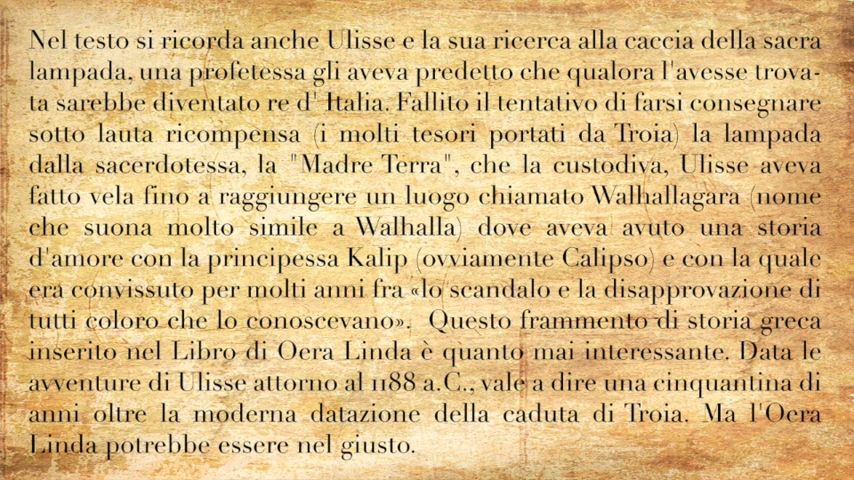 Nel testo si ricorda anche Ulisse e la sua ricerca alla caccia della sacra
lampada, una profetessa gli aveva predetto che qualora l'avesse trova-
ta sarebbe diventato re d' Italia. Fallito il tentativo di farsi consegnare
sotto lauta ricompensa (i molti tesori portati da Troia) la lampada
dalla sacerdotessa, la "Madre Terra", che la custodiva, Ulisse aveva
fatto vela fino a raggiungere un luogo chiamato Walhallagara (nome
che suona molto simile a Walhalla) dove aveva avuto una storia
d'amore con la principessa Kalip (ovviamente Calipso) e con la quale
era convissuto per molti anni fra «lo scandalo e la disapprovazione di
tutti coloro che lo conoscevano». Questo frammento di storia greca
inserito nel Libro di Oera Linda è quanto mai interessante. Data le
avventure di Ulisse attorno al 1188 a.C., vale a dire una cinquantina di
anni oltre la moderna datazione della caduta di Troia. Ma l'Oera
Linda potrebbe essere nel giusto.